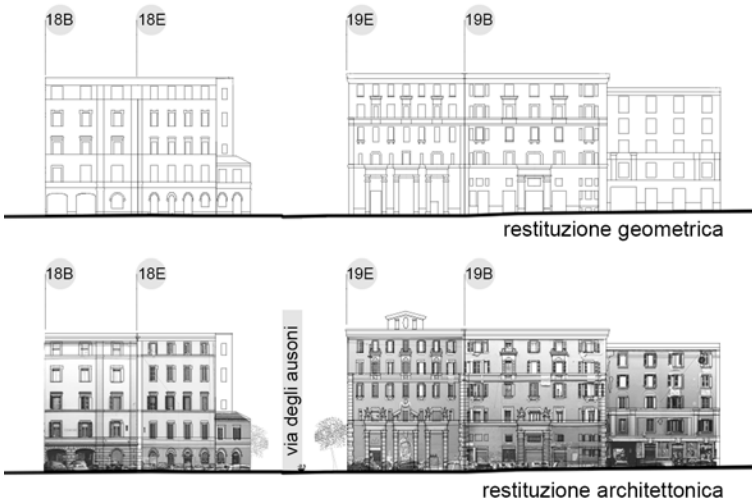 18B 18E 19E 19B
restituzione geometrica
18B 18E 19E 19B
via degli ausoni
restituzione architettonica